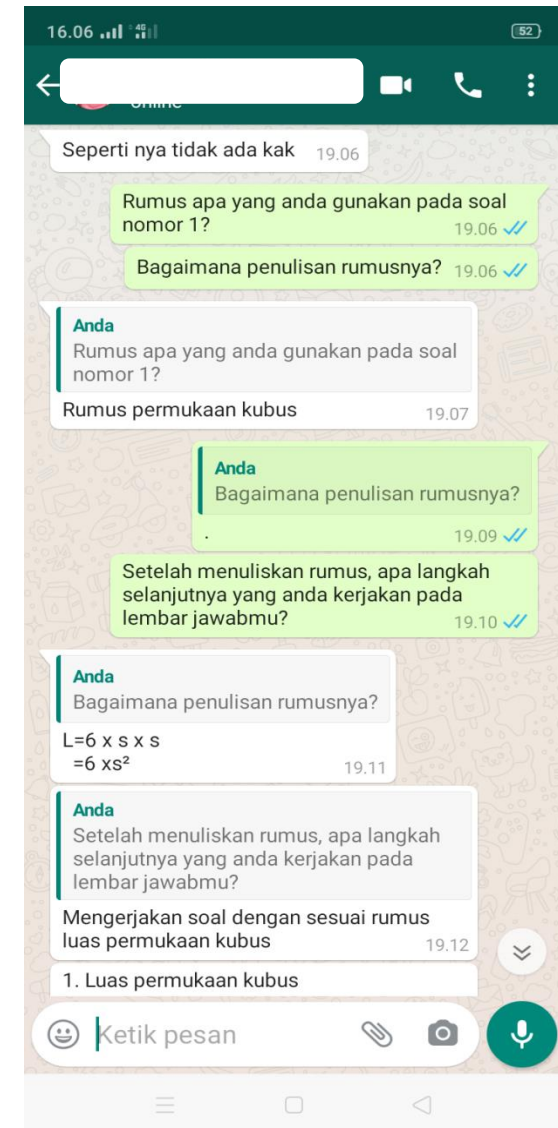 16.06
4G
52
online
Seperti nya tidak ada kak 19.06
Rumus apa yang anda gunakan pada soal
nomor 1? 19.06
Bagaimana penulisan rumusnya? 19.06
Anda
Rumus apa yang anda gunakan pada soal
nomor 1?
Rumus permukaan kubus 19.07
Anda
Bagaimana penulisan rumusnya?
. 19.09
Setelah menuliskan rumus, apa langkah
selanjutnya yang anda kerjakan pada
lembar jawabmu? 19.10
Anda
Bagaimana penulisan rumusnya?
L=6 x s x s
=6 xs² 19.11
Anda
Setelah menuliskan rumus, apa langkah
selanjutnya yang anda kerjakan pada
lembar jawabmu?
Mengerjakan soal dengan sesuai rumus
luas permukaan kubus 19.12
1. Luas permukaan kubus
Ketik pesan